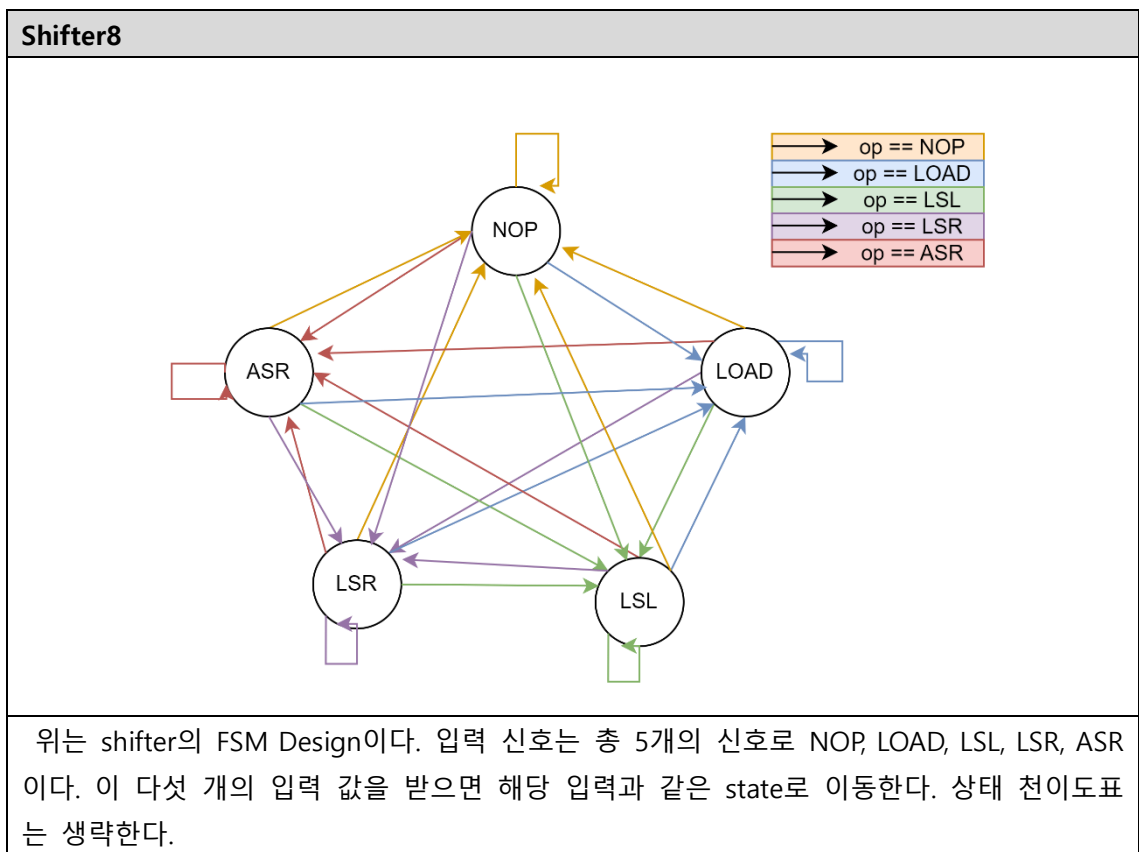 Shifter8
op == NOP
op == LOAD
op == LSL
op == LSR
op == ASR
NOP
ASR
LOAD
LSR
LSL
위는 shifter의 FSM Design이다. 입력 신호는 총 5개의 신호로 NOP, LOAD, LSL, LSR, ASR
이다. 이 다섯 개의 입력 값을 받으면 해당 입력과 같은 state로 이동한다. 상태 천이도표
는 생략한다.